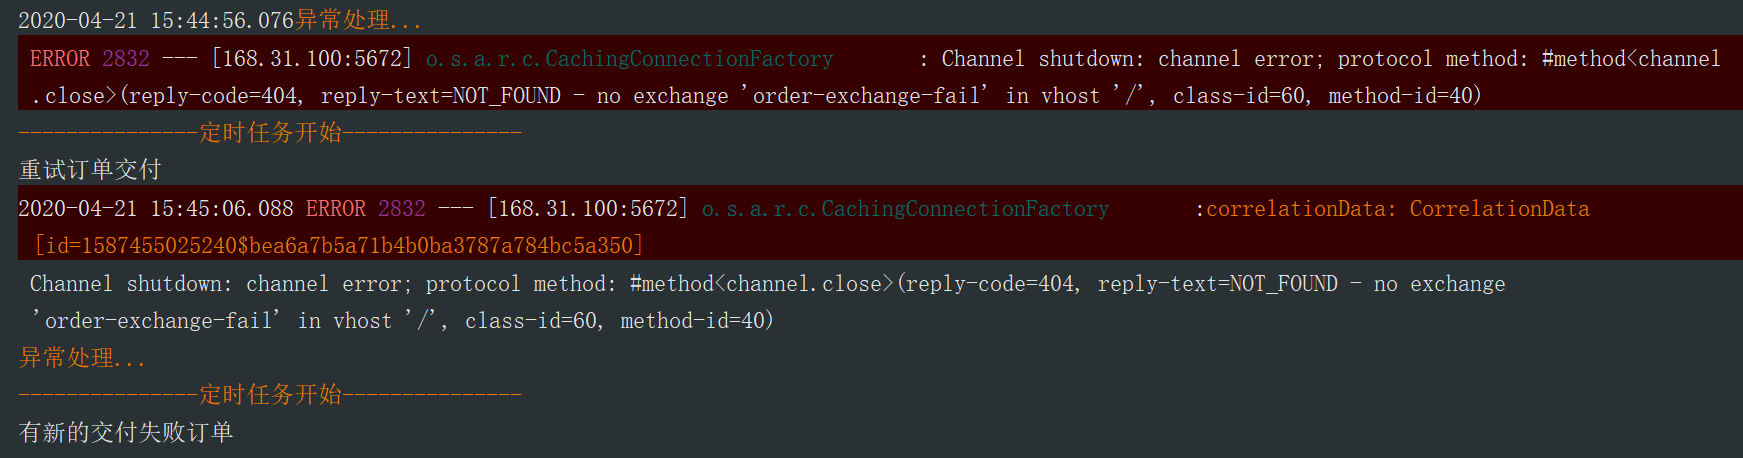 2020-04-21 15:44:56.076异常处理...
ERROR 2832 --- [168.31.100:5672] o.s.a.r.c.CachingConnectionFactory : Channel shutdown: channel error; protocol method: #method<channel
.close>(reply-code=404, reply-text=NOT_FOUND - no exchange 'order-exchange-fail' in vhost '/', class-id=60, method-id=40)
---------------定时任务开始---------------
重试订单交付
2020-04-21 15:45:06.088 ERROR 2832 --- [168.31.100:5672] o.s.a.r.c.CachingConnectionFactory :correlationData: CorrelationData
[id=1587455025240$bea6a7b5a71b4b0ba3787a784bc5a350]
Channel shutdown: channel error; protocol method: #method<channel.close>(reply-code=404, reply-text=NOT_FOUND - no exchange
'order-exchange-fail' in vhost '/', class-id=60, method-id=40)
异常处理...
---------------定时任务开始---------------
有新的交付失败订单